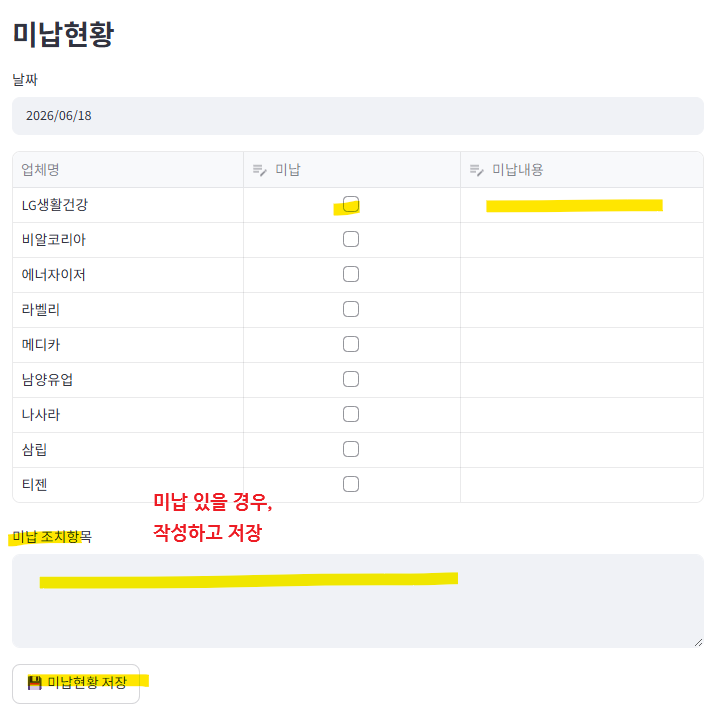 미납현황
날짜
2026/06/18
업체명 미납 미납내용
LG생활건강
비알코리아
에너자이저
라벨리
메디카
남양유업
나사라
삼립
티젠
미납 있을 경우,
작성하고 저장
미납 조치항목
미납현황 저장